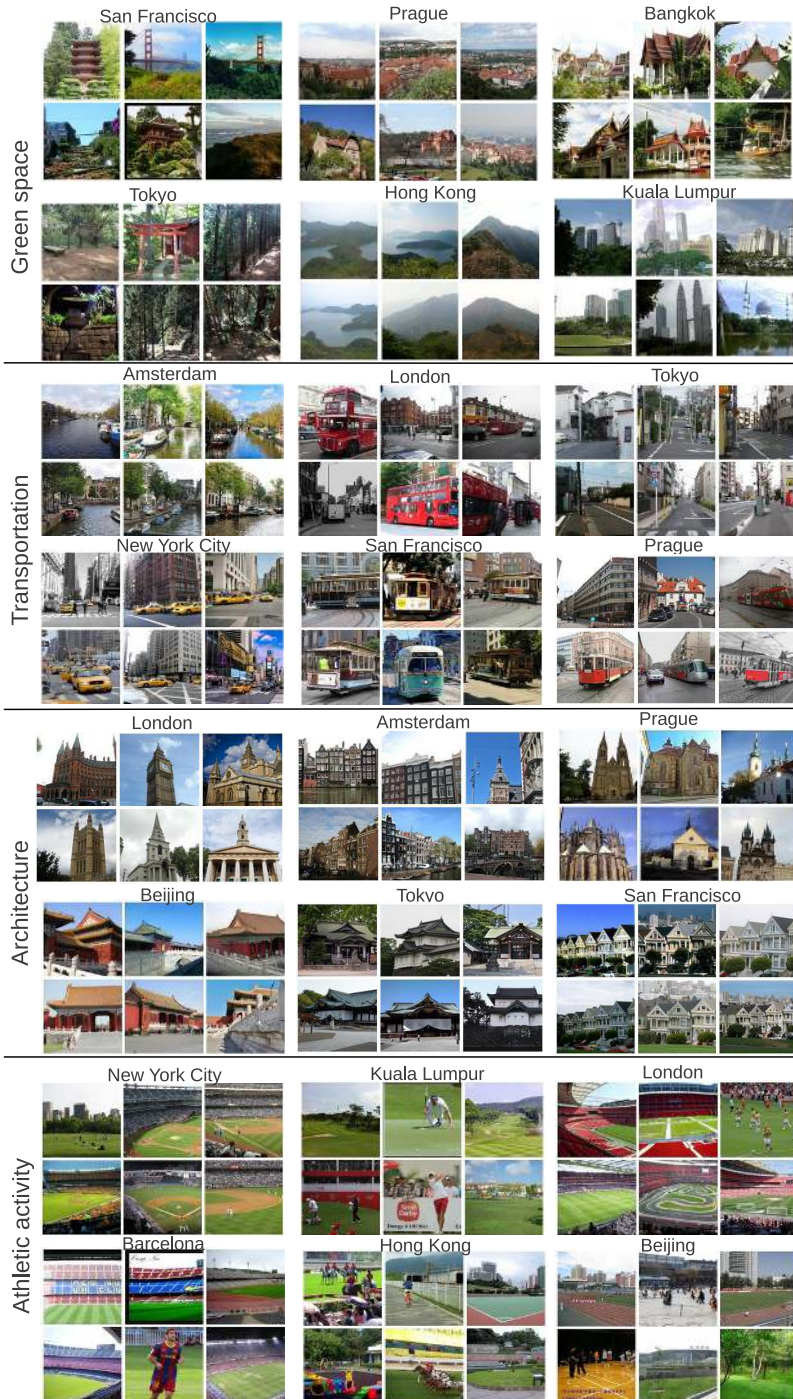 Green space
San Francisco
Prague
Bangkok
Tokyo
Hong Kong
Kuala Lumpur
Transportation
Amsterdam
London
Tokyo
New York City
San Francisco
Prague
Architecture
London
Amsterdam
Prague
Beijing
Tokvo
San Francisco
Athletic activity
New York City
Kuala Lumpur
London
Sime
Darby
Barcelona
Hong Kong
Beijing